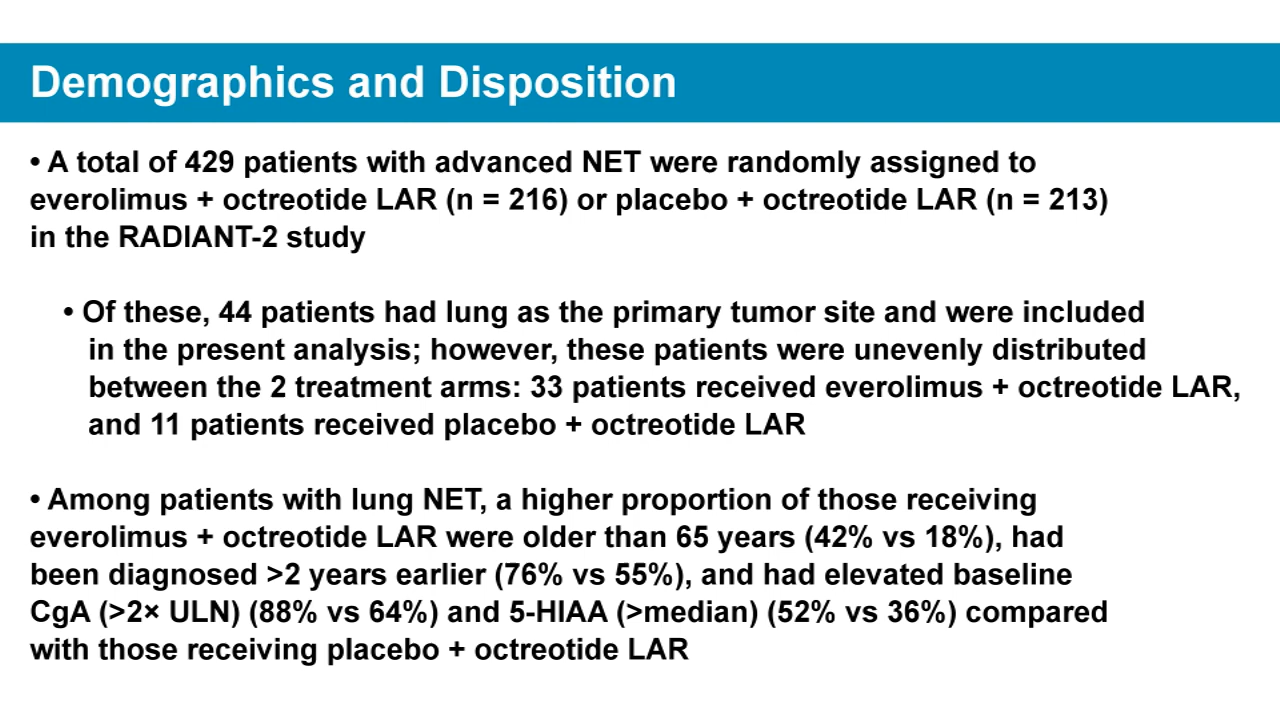 Demographics and Disposition
• A total of 429 patients with advanced NET were randomly assigned to
everolimus + octreotide LAR (n = 216) or placebo + octreotide LAR (n = 213)
in the RADIANT-2 study
• Of these, 44 patients had lung as the primary tumor site and were included
in the present analysis; however, these patients were unevenly distributed
between the 2 treatment arms: 33 patients received everolimus + octreotide LAR,
and 11 patients received placebo + octreotide LAR
• Among patients with lung NET, a higher proportion of those receiving
everolimus + octreotide LAR were older than 65 years (42% vs 18%), had
been diagnosed >2 years earlier (76% vs 55%), and had elevated baseline
CgA (>2× ULN) (88% vs 64%) and 5-HIAA (>median) (52% vs 36%) compared
with those receiving placebo + octreotide LAR